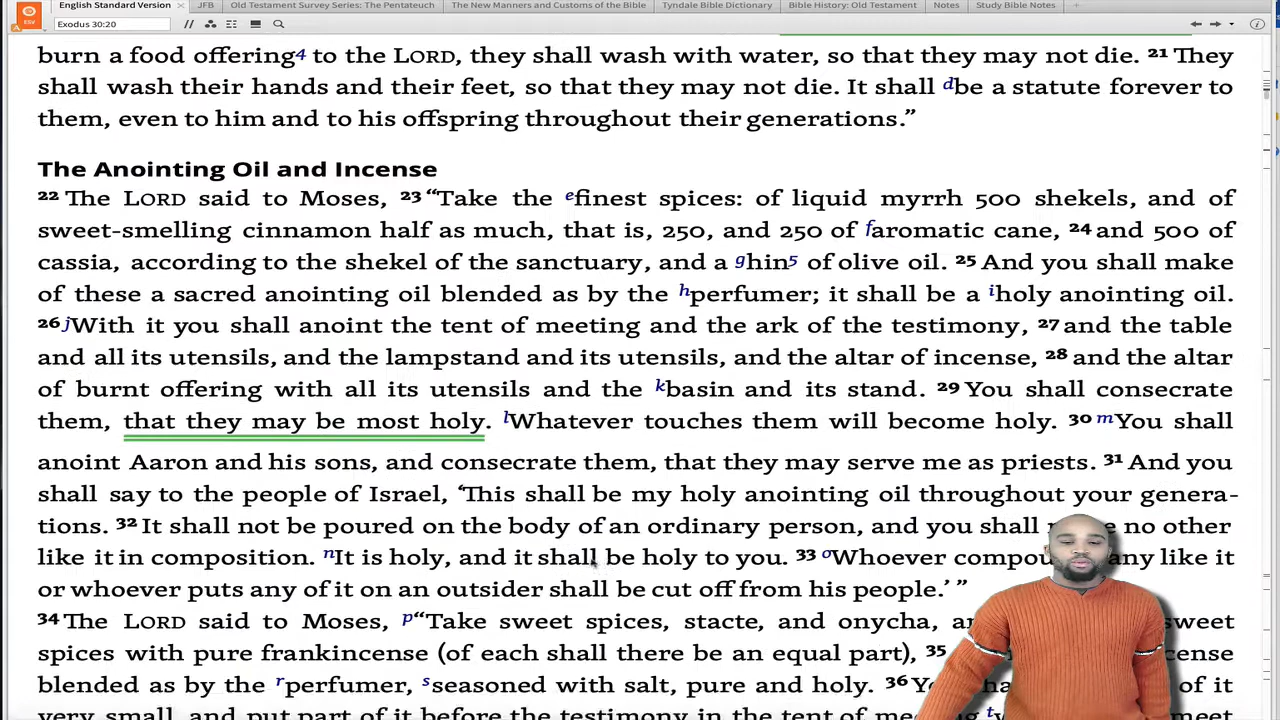 English Standard Version × JFB Old Testament Survey Series: The Pentateuch The New Manners and Customs of the Bible Tyndale Bible Dictionary Bible History: Old Testament Notes Study Bible Notes +
ESV Exodus 30:20
burn a food offering4 to the LORD, they shall wash with water, so that they may not die. 21 They
shall wash their hands and their feet, so that they may not die. It shall dbe a statute forever to
them, even to him and to his offspring throughout their generations.”
The Anointing Oil and Incense
22 The LORD said to Moses, 23 “Take the efinest spices: of liquid myrrh 500 shekels, and of
sweet-smelling cinnamon half as much, that is, 250, and 250 of faromatic cane, 24 and 500 of
cassia, according to the shekel of the sanctuary, and a ghin5 of olive oil. 25 And you shall make
of these a sacred anointing oil blended as by the hperfumer; it shall be a iholy anointing oil.
26 jWith it you shall anoint the tent of meeting and the ark of the testimony, 27 and the table
and all its utensils, and the lampstand and its utensils, and the altar of incense, 28 and the altar
of burnt offering with all its utensils and the kbasin and its stand. 29 You shall consecrate
them, that they may be most holy. lWhatever touches them will become holy. 30 mYou shall
anoint Aaron and his sons, and consecrate them, that they may serve me as priests. 31 And you
shall say to the people of Israel, ‘This shall be my holy anointing oil throughout your genera-
tions. 32 It shall not be poured on the body of an ordinary person, and you shall no other
like it in composition. nIt is holy, and it shall be holy to you. 33 oWhoever any like it
or whoever puts any of it on an outsider shall be cut off from his people.’ ”
34 The LORD said to Moses, p“Take sweet spices, stacte, and onycha, sweet
spices with pure frankincense (of each shall there be an equal part), 35
blended as by the rperfumer, sseasoned with salt, pure and holy. 36 of it
very small, and put part of it before the testimony in the tent of